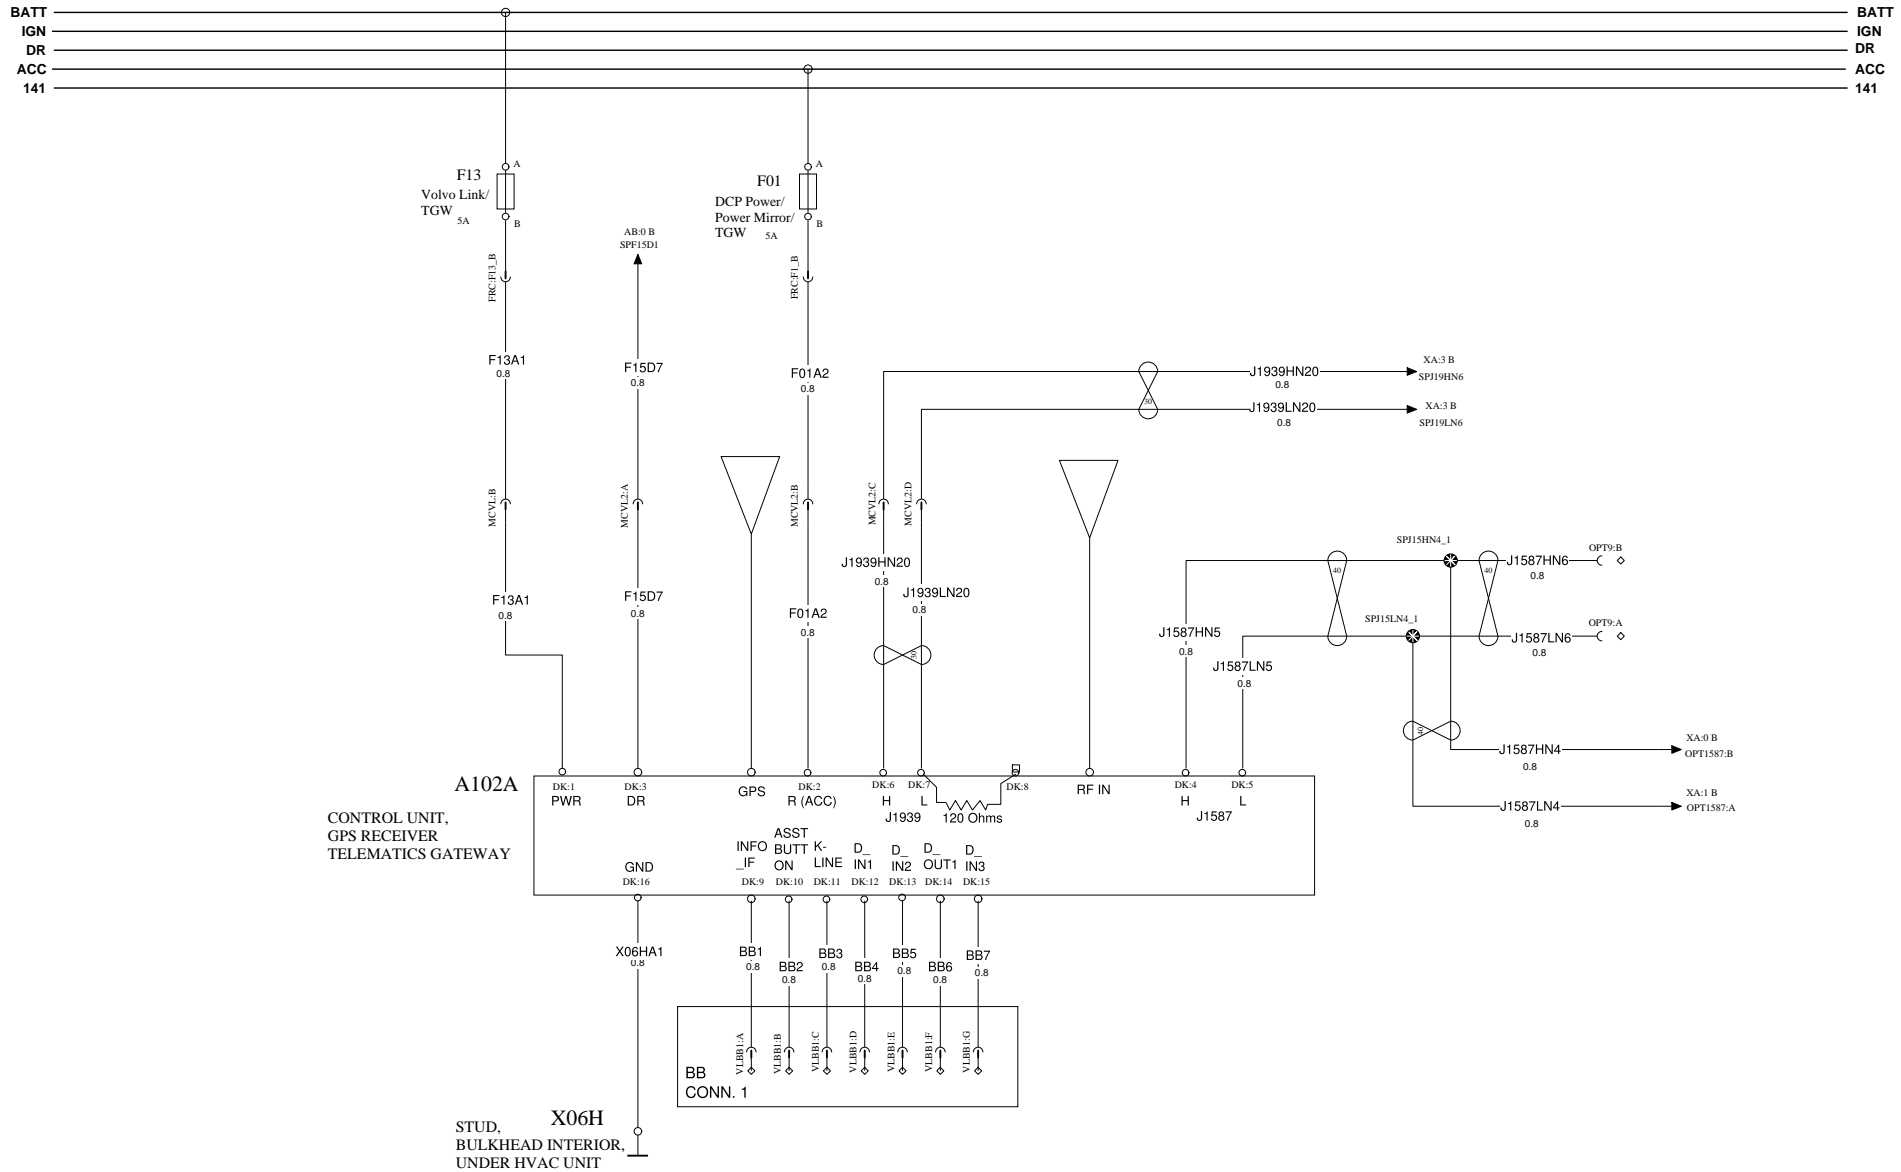 BATT BATT
IGN IGN
DR DR
ACC ACC
141 141
A A
F13 F01
Volvo Link/ DCP Power/
TGW 5A Power Mirror/
B TGW 5A B
AB:0 B
SPF15D1
FRC:F13_B FRC:F1_B
F13A1 F15D7 F01A2 J1939HN20 XA:3 B
0.8 0.8 0.8 0.8 SPJ19HN6
30 J1939LN20 XA:3 B
0.8 SPJ19LN6
MCVL:B MCVL2:A MCVL2:B MCVL2:C MCVL2:D
SPJ15HN4_1 OPT9:B
J1939HN20 40 40 J1587HN6
0.8 0.8
F13A1 F15D7 F01A2 J1939LN20
0.8 0.8 0.8 0.8
SPJ15LN4_1 OPT9:A
J1587HN5 J1587LN6
0.8 0.8
30 J1587LN5
0.8
40 XA:0 B
J1587HN4 OPT1587:B
0.8
A102A DK:1 DK:3 GPS DK:2 DK:6 DK:7 DK:8 RF IN DK:4 DK:5
PWR DR R (ACC) H L H L
J1939 120 Ohms J1587
XA:1 B
J1587LN4 OPT1587:A
0.8
CONTROL UNIT,
GPS RECEIVER
TELEMATICS GATEWAY
ASST
INFO BUTT K- D_ D_ D_ D_
_IF ON LINE IN1 IN2 OUT1 IN3
GND
DK:16 DK:9 DK:10 DK:11 DK:12 DK:13 DK:14 DK:15
X06HA1 BB1 BB2 BB3 BB4 BB5 BB6 BB7
0.8 0.8 0.8 0.8 0.8 0.8 0.8 0.8
VLBB1:A VLBB1:B VLBB1:C VLBB1:D VLBB1:E VLBB1:F VLBB1:G
BB
CONN. 1
X06H
STUD,
BULKHEAD INTERIOR,
UNDER HVAC UNIT